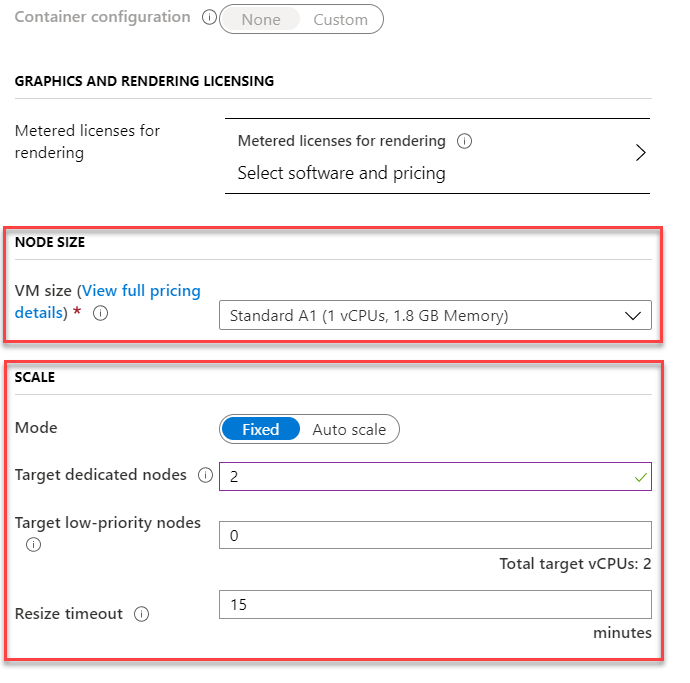 Container configuration None Custom
GRAPHICS AND RENDERING LICENSING
Metered licenses for
rendering
Metered licenses for rendering
Select software and pricing
NODE SIZE
VM size (View full pricing
details) *
Standard A1 (1 vCPUs, 1.8 GB Memory)
SCALE
Mode Fixed Auto scale
Target dedicated nodes 2
Target low-priority nodes
0
Total target vCPUs: 2
Resize timeout 15
minutes